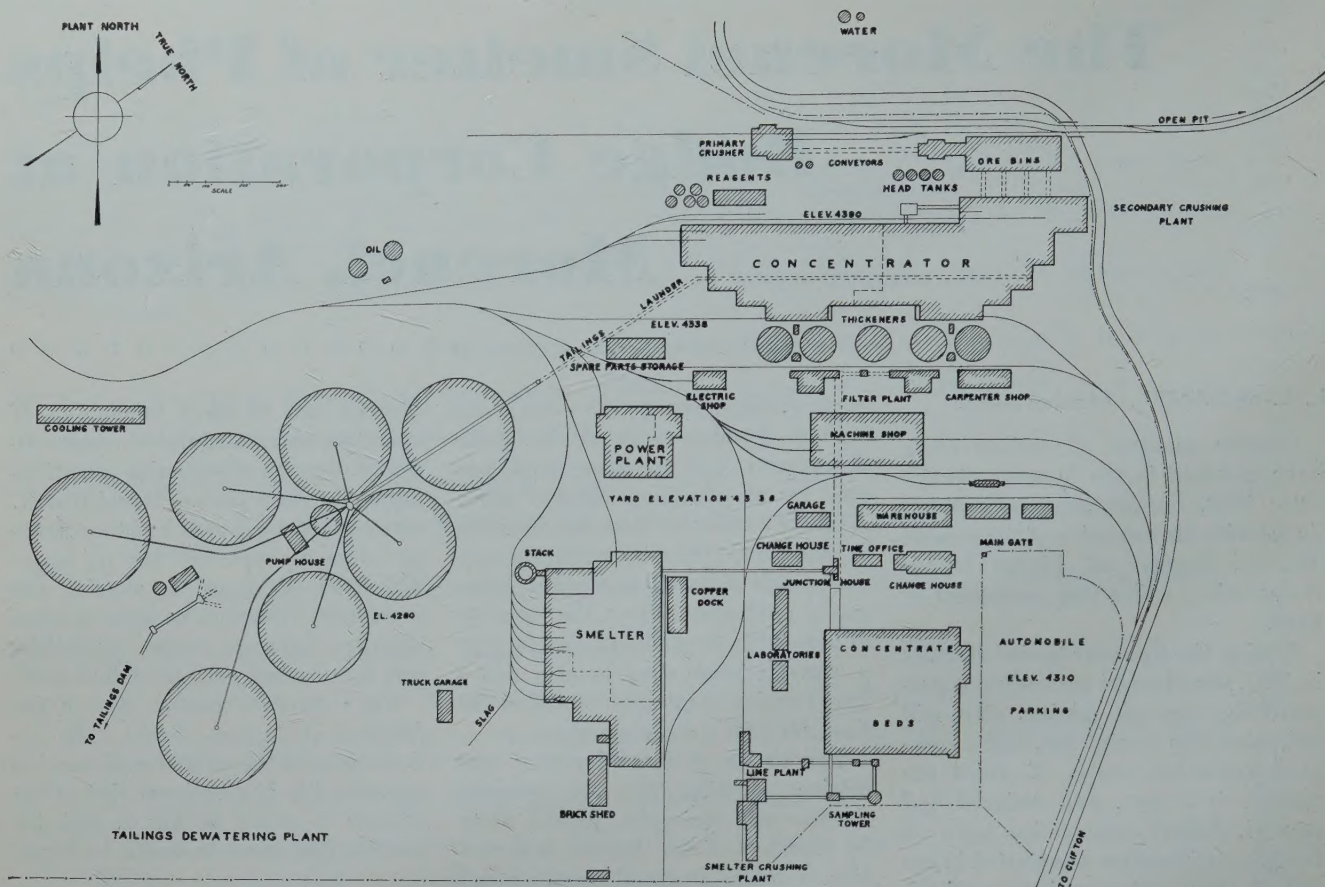 PLANT NORTH
TRUE
NORTH
SCALE
WATER
OPEN PIT
PRIMARY
CRUSHER
CONVEYORS
ORE BINS
REAGENTS
HEAD TANKS
SECONDARY CRUSHING
PLANT
ELEV. 4390
OIL
CONCENTRATOR
TAILINGS LAUNDER
ELEV. 4338
THICKENERS
SPARE PARTS STORAGE
ELECTRIC
SHOP
FILTER PLANT
CARPENTER SHOP
COOLING TOWER
POWER
PLANT
MACHINE SHOP
YARD ELEVATION 4338
GARAGE
WAREHOUSE
PUMP HOUSE
STACK
CHANGE HOUSE
TIME OFFICE
MAIN GATE
JUNCTION HOUSE
CHANGE HOUSE
COPPER
DOCK
EL. 4280
SMELTER
LABORATORIES
CONCENTRATE
BEDS
AUTOMOBILE
ELEV. 4310
PARKING
TO TAILINGS DAM
TRUCK GARAGE
SLAG
LIME PLANT
BRICK SHED
SAMPLING
TOWER
TAILINGS DEWATERING PLANT
SMELTER CRUSHING
PLANT
TO CLIFTON